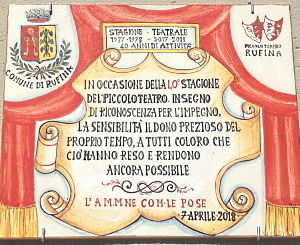 STAGIONE - TEATRALE
1977-1978 - 2017-2018
40 ANNI DI ATTIVITÀ
COMUNE DI RUFINA
PICCOLO TEATRO
RUFINA
IN OCCASIONE DELLA 40° STAGIONE
DEL PICCOLO TEATRO. IN SEGNO
DI RICONOSCENZA PER L'IMPEGNO,
LA SENSIBILITÀ IL DONO PREZIOSO DEL
PROPRIO TEMPO, A TUTTI COLORO CHE
CIÒ HANNO RESO E RENDONO
ANCORA POSSIBILE
L'A.M.M.NE COM.LE POSE
7 APRILE 2018